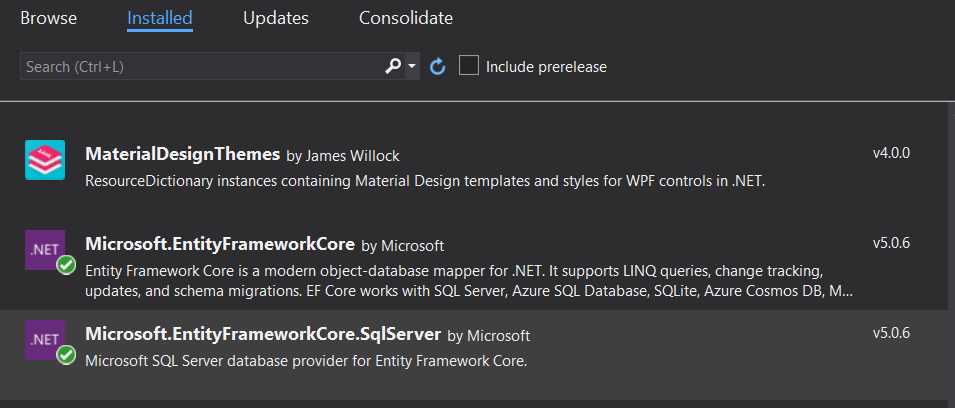 Browse Installed Updates Consolidate
Search (Ctrl+L) Include prerelease
MaterialDesignThemes by James Willock v4.0.0
ResourceDictionary instances containing Material Design templates and styles for WPF controls in .NET.
.NET Microsoft.EntityFrameworkCore by Microsoft v5.0.6
Entity Framework Core is a modern object-database mapper for .NET. It supports LINQ queries, change tracking,
updates, and schema migrations. EF Core works with SQL Server, Azure SQL Database, SQLite, Azure Cosmos DB, M...
.NET Microsoft.EntityFrameworkCore.SqlServer by Microsoft v5.0.6
Microsoft SQL Server database provider for Entity Framework Core.